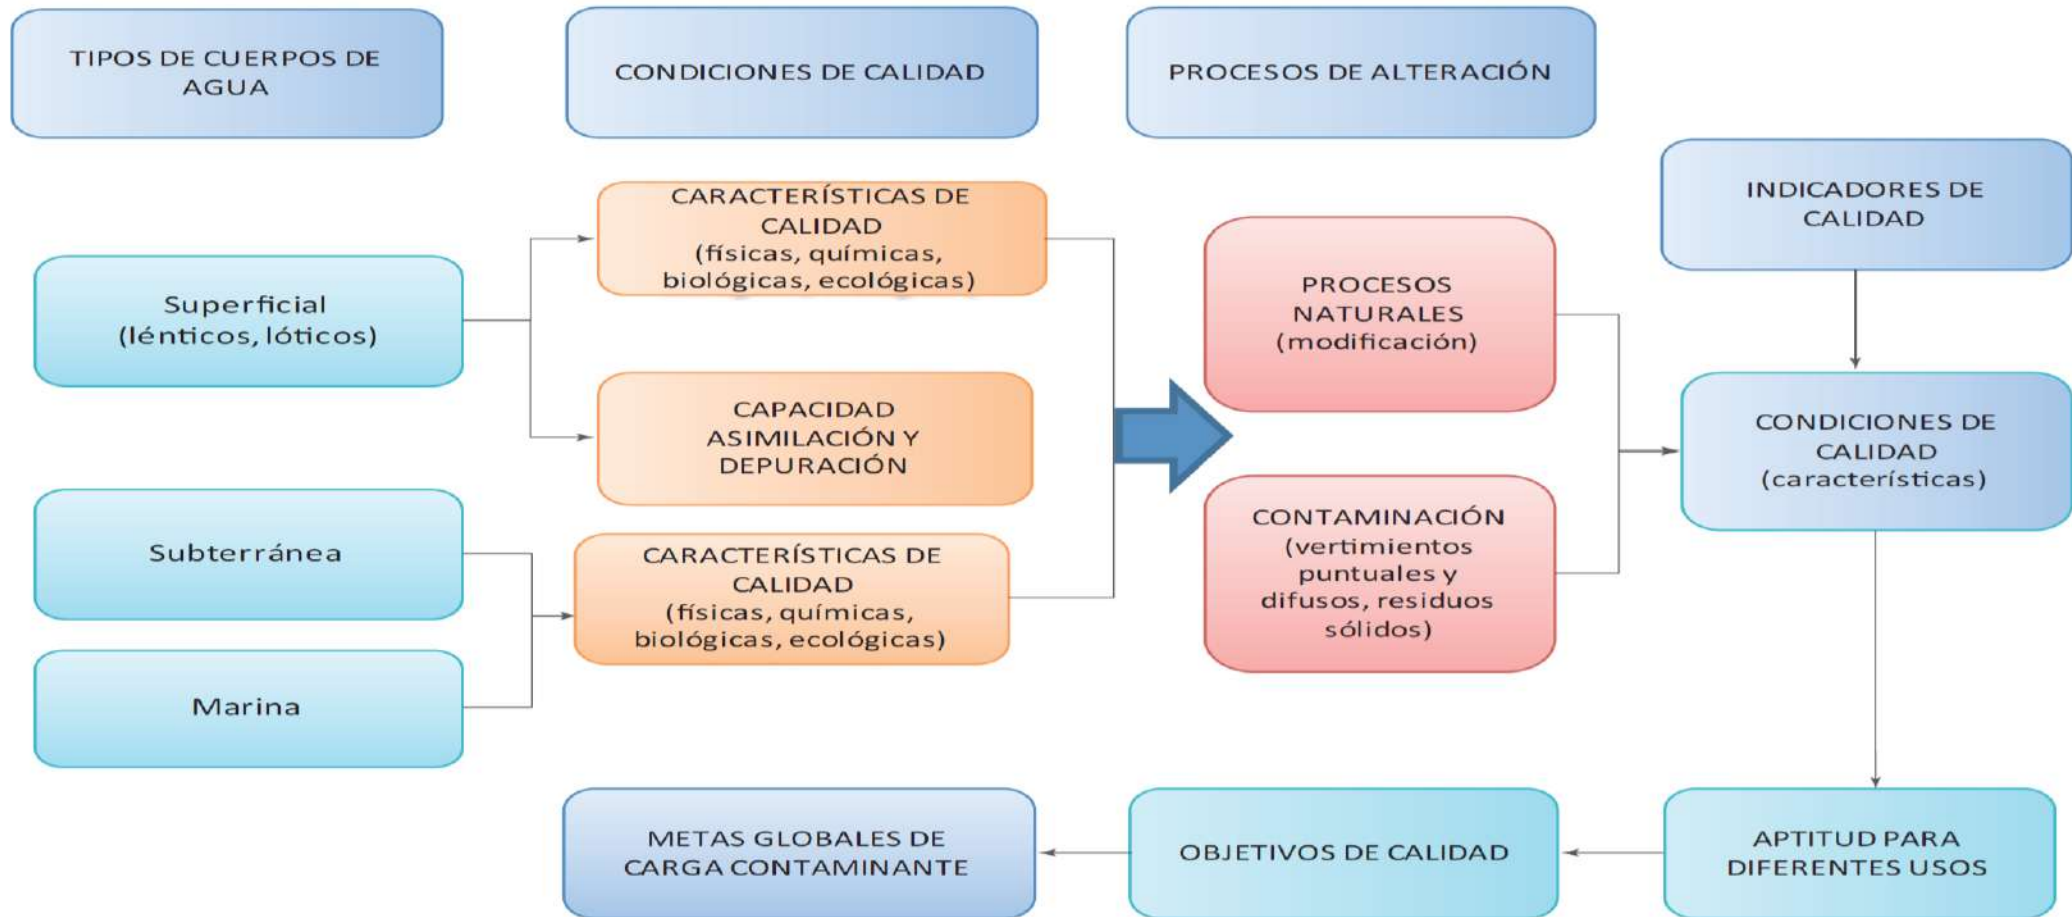 TIPOS DE CUERPOS DE
AGUA
CONDICIONES DE CALIDAD
PROCESOS DE ALTERACIÓN
INDICADORES DE
CALIDAD
CARACTERÍSTICAS DE
CALIDAD
(físicas, químicas,
biológicas, ecológicas)
Superficial
(lénticos, lóticos)
CAPACIDAD
ASIMILACIÓN Y
DEPURACIÓN
PROCESOS
NATURALES
(modificación)
CONDICIONES DE
CALIDAD
(características)
Subterránea
CARACTERÍSTICAS DE
CALIDAD
(físicas, químicas,
biológicas, ecológicas)
CONTAMINACIÓN
(vertimientos
puntuales y
difusos, residuos
sólidos)
Marina
METAS GLOBALES DE
CARGA CONTAMINANTE
OBJETIVOS DE CALIDAD
APTITUD PARA
DIFERENTES USOS